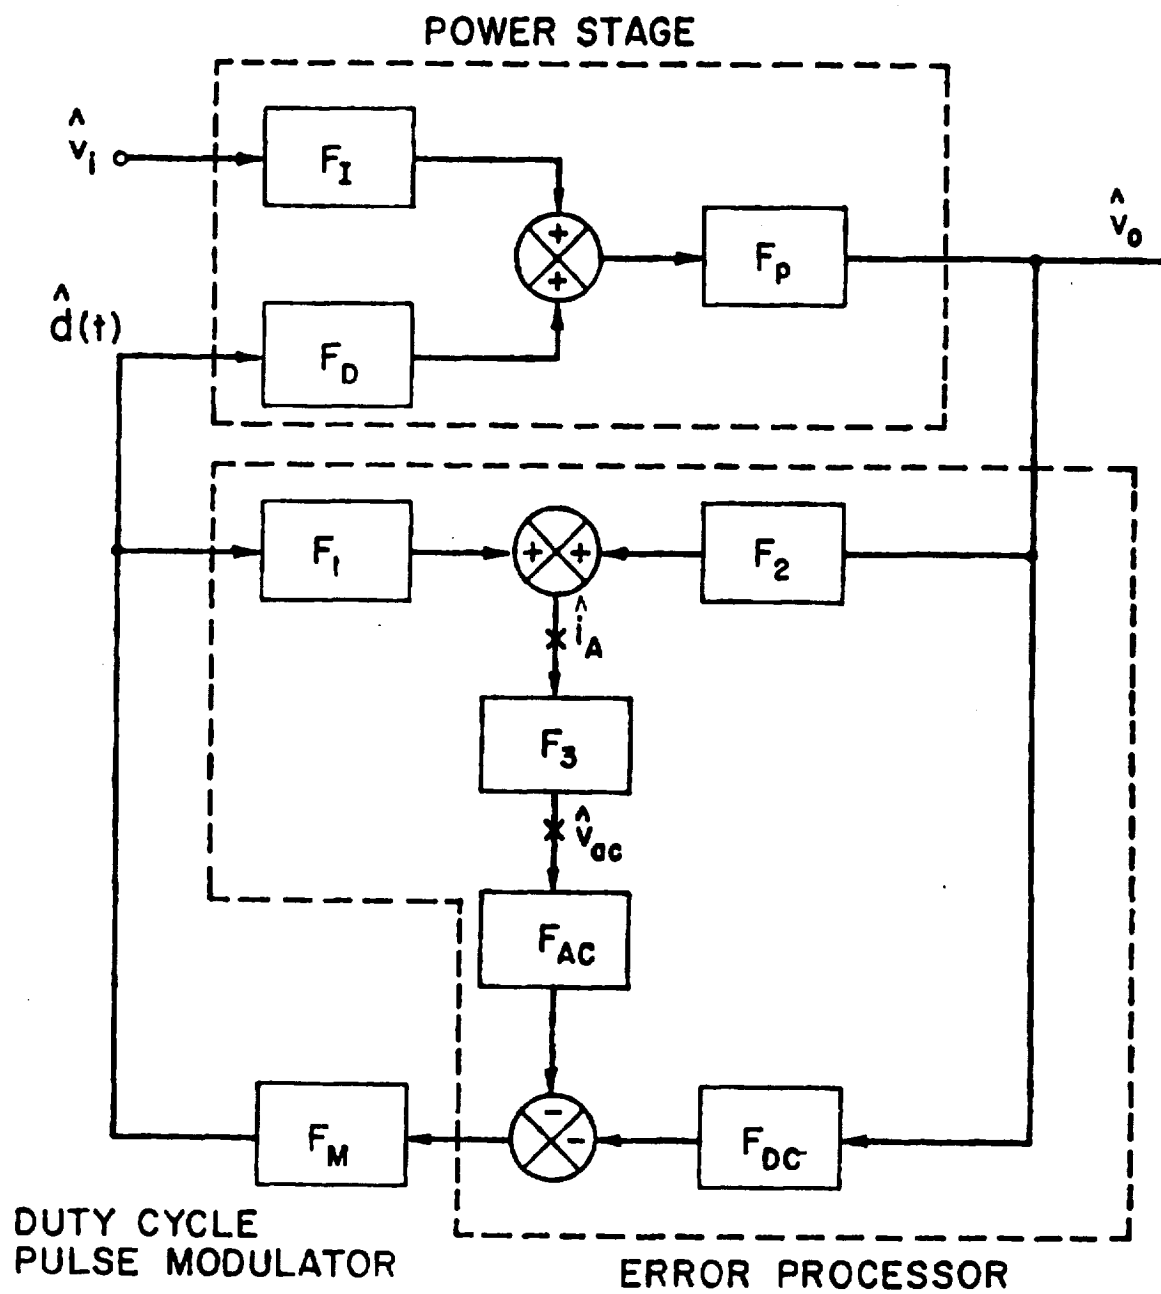 POWER STAGE
v̂i
FI
+
+
Fp
v̂o
d̂(t)
FD
F1
+ +
F2
îA
F3
v̂ac
FAC
-
-
FM
FDC
DUTY CYCLE
PULSE MODULATOR
ERROR PROCESSOR